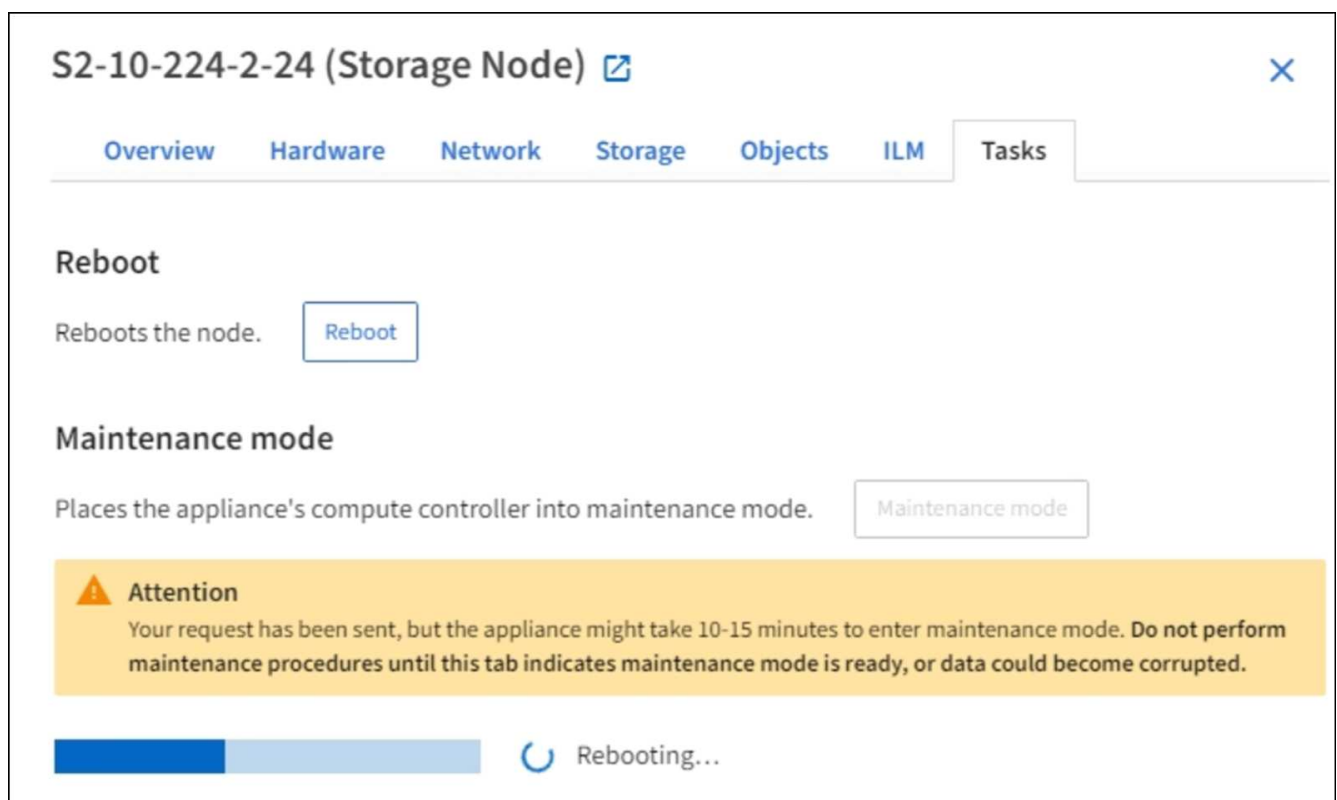 S2-10-224-2-24 (Storage Node)
Overview Hardware Network Storage Objects ILM Tasks
Reboot
Reboots the node. Reboot
Maintenance mode
Places the appliance's compute controller into maintenance mode. Maintenance mode
Attention
Your request has been sent, but the appliance might take 10-15 minutes to enter maintenance mode. Do not perform
maintenance procedures until this tab indicates maintenance mode is ready, or data could become corrupted.
Rebooting...